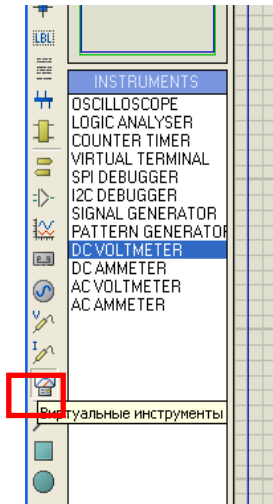 LBL
INSTRUMENTS
OSCILLOSCOPE
LOGIC ANALYSER
COUNTER TIMER
VIRTUAL TERMINAL
SPI DEBUGGER
I2C DEBUGGER
SIGNAL GENERATOR
PATTERN GENERATOR
DC VOLTMETER
DC AMMETER
AC VOLTMETER
AC AMMETER
V
I
Виртуальные инструменты